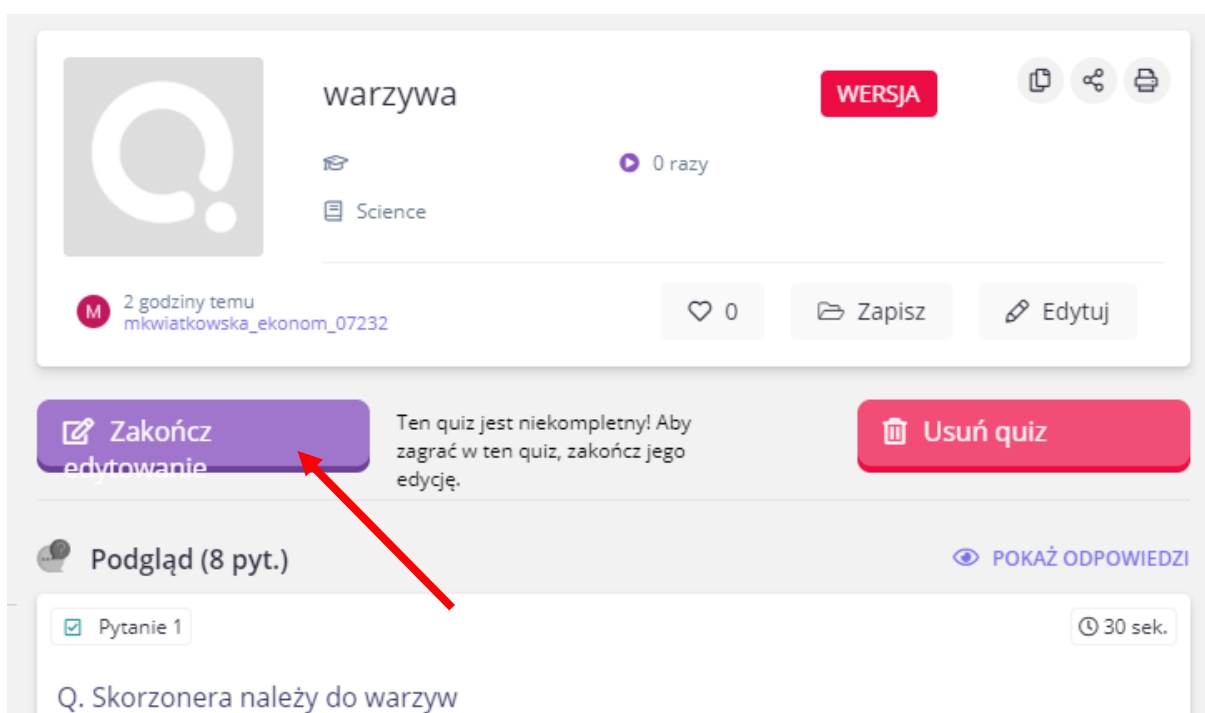 warzywa
WERSJA
0 razy
Science
M
2 godziny temu
mkwiatkowska_ekonom_07232
0
Zapisz
Edytuj
Zakończ
edytowanie
Ten quiz jest niekompletny! Aby
zagrać w ten quiz, zakończ jego
edycję.
Usuń quiz
Podgląd (8 pyt.)
POKAŻ ODPOWIEDZI
Pytanie 1
30 sek.
Q. Skorzonera należy do warzyw